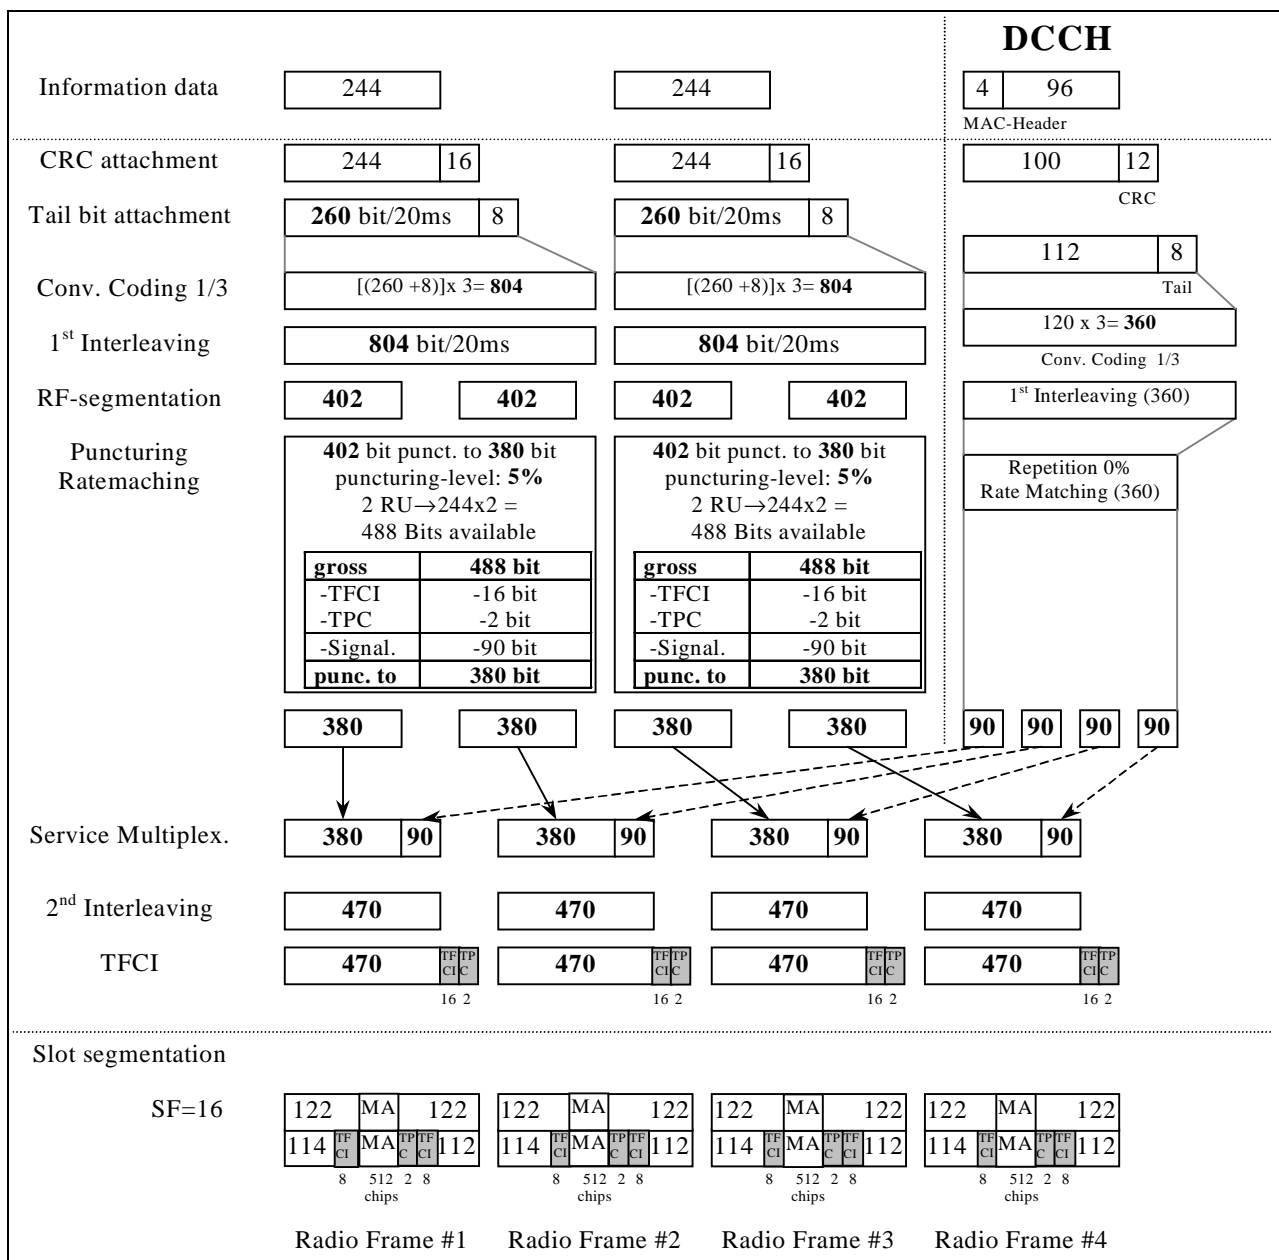 DCCH
Information data 244 244 4 96
MAC-Header
CRC attachment 244 16 244 16 100 12
CRC
Tail bit attachment 260 bit/20ms 8 260 bit/20ms 8
112 8
Tail
Conv. Coding 1/3 [(260 +8)]x 3= 804 [(260 +8)]x 3= 804
120 x 3= 360
Conv. Coding 1/3
1st Interleaving 804 bit/20ms 804 bit/20ms
RF-segmentation 402 402 402 402 1st Interleaving (360)
Puncturing
Ratemaching
402 bit punct. to 380 bit
puncturing-level: 5%
2 RU→244x2 =
488 Bits available
gross 488 bit
-TFCI -16 bit
-TPC -2 bit
-Signal. -90 bit
punc. to 380 bit
402 bit punct. to 380 bit
puncturing-level: 5%
2 RU→244x2 =
488 Bits available
gross 488 bit
-TFCI -16 bit
-TPC -2 bit
-Signal. -90 bit
punc. to 380 bit
Repetition 0%
Rate Matching (360)
380 380 380 380 90 90 90 90
Service Multiplex. 380 90 380 90 380 90 380 90
2nd Interleaving 470 470 470 470
TFCI 470 TF CI TP C 470 TF CI TP C 470 TF CI TP C 470 TF CI TP C
16 2 16 2 16 2 16 2
Slot segmentation
SF=16 122 MA 122 122 MA 122 122 MA 122 122 MA 122
114 TF CI MA TP C TF CI 112 114 TF CI MA TP C TF CI 112 114 TF CI MA TP C TF CI 112 114 TF CI MA TP C TF CI 112
8 512 2 8 8 512 2 8 8 512 2 8 8 512 2 8
chips chips chips chips
Radio Frame #1 Radio Frame #2 Radio Frame #3 Radio Frame #4